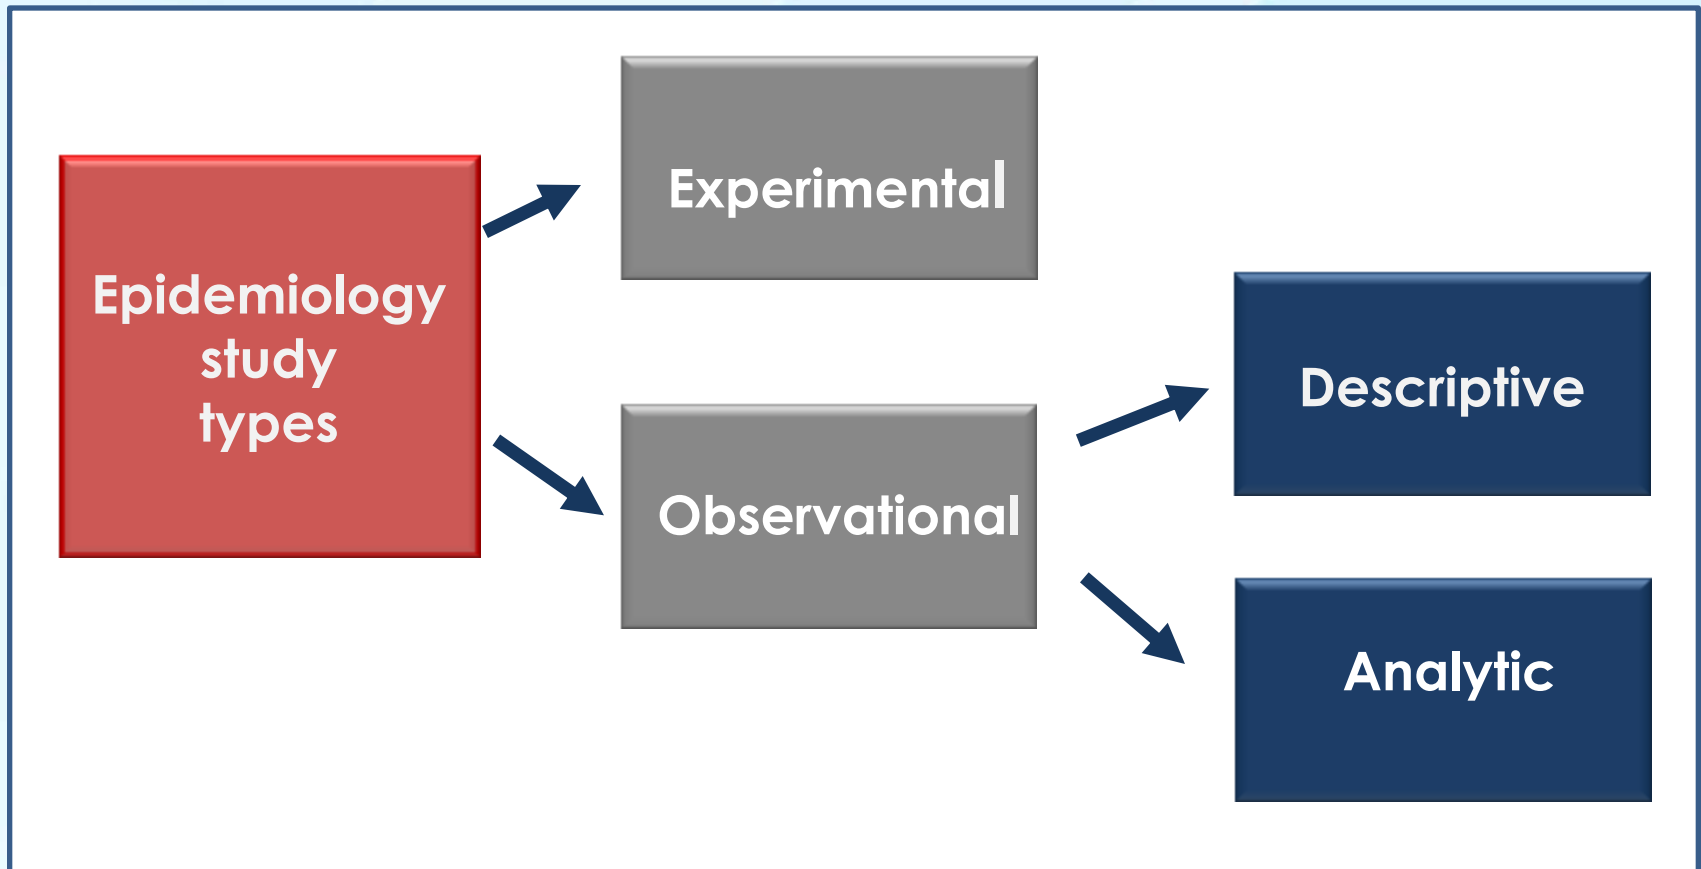 Epidemiology
study
types
Experimental
Observational
Descriptive
Analytic